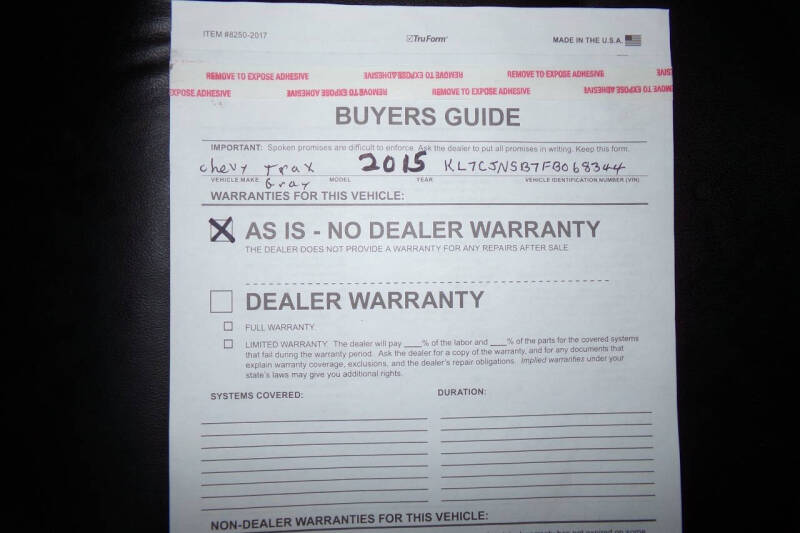 ITEM #8250-2017 TruForm MADE IN THE U.S.A.
REMOVE TO EXPOSE ADHESIVE REMOVE TO EXPOSE ADHESIVE REMOVE TO EXPOSE ADHESIVE
EXPOSE ADHESIVE REMOVE TO EXPOSE ADHESIVE REMOVE TO EXPOSE ADHESIVE REMOVE TO EXPOSE ADHESIVE
BUYERS GUIDE
IMPORTANT: Spoken promises are difficult to enforce. Ask the dealer to put all promises in writing. Keep this form.
Chevy Trax 2015 KL7CJNSB7FB068344
VEHICLE MAKE MODEL YEAR VEHICLE IDENTIFICATION NUMBER (VIN)
Gray
WARRANTIES FOR THIS VEHICLE:
X AS IS - NO DEALER WARRANTY
THE DEALER DOES NOT PROVIDE A WARRANTY FOR ANY REPAIRS AFTER SALE.
DEALER WARRANTY
FULL WARRANTY.
LIMITED WARRANTY. The dealer will pay ____% of the labor and ____% of the parts for the covered systems
that fail during the warranty period. Ask the dealer for a copy of the warranty, and for any documents that
explain warranty coverage, exclusions, and the dealer's repair obligations. Implied warranties under your
state's laws may give you additional rights.
SYSTEMS COVERED: DURATION:
NON-DEALER WARRANTIES FOR THIS VEHICLE: